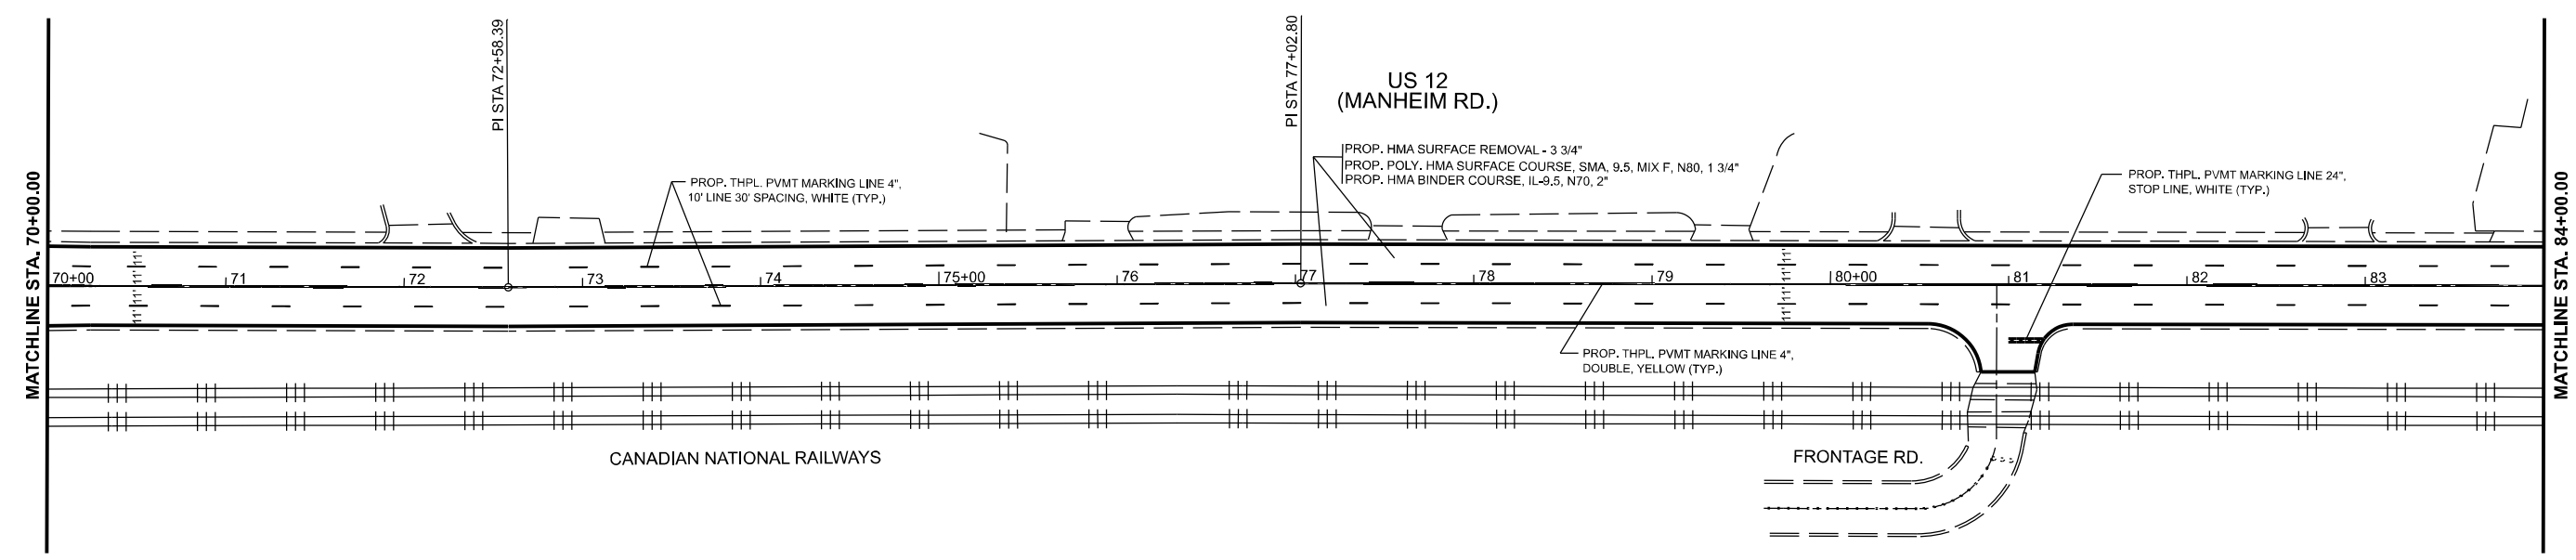 MATCHLINE STA. 70+00.00
PI STA 72+58.39
PI STA 77+02.80
US 12
(MANHEIM RD.)
PROP. HMA SURFACE REMOVAL - 3 3/4"
PROP. POLY. HMA SURFACE COURSE, SMA, 9.5, MIX F, N80, 1 3/4"
PROP. HMA BINDER COURSE, IL-9.5, N70, 2"
PROP. THPL. PVMT MARKING LINE 4",
10' LINE 30' SPACING, WHITE (TYP.)
PROP. THPL. PVMT MARKING LINE 24",
STOP LINE, WHITE (TYP.)
MATCHLINE STA. 84+00.00
70+00
71
72
73
74
75+00
76
77
78
79
80+00
81
82
83
11' 11' 11' 11'
11' 11' 11' 11'
PROP. THPL. PVMT MARKING LINE 4",
DOUBLE, YELLOW (TYP.)
CANADIAN NATIONAL RAILWAYS
FRONTAGE RD.